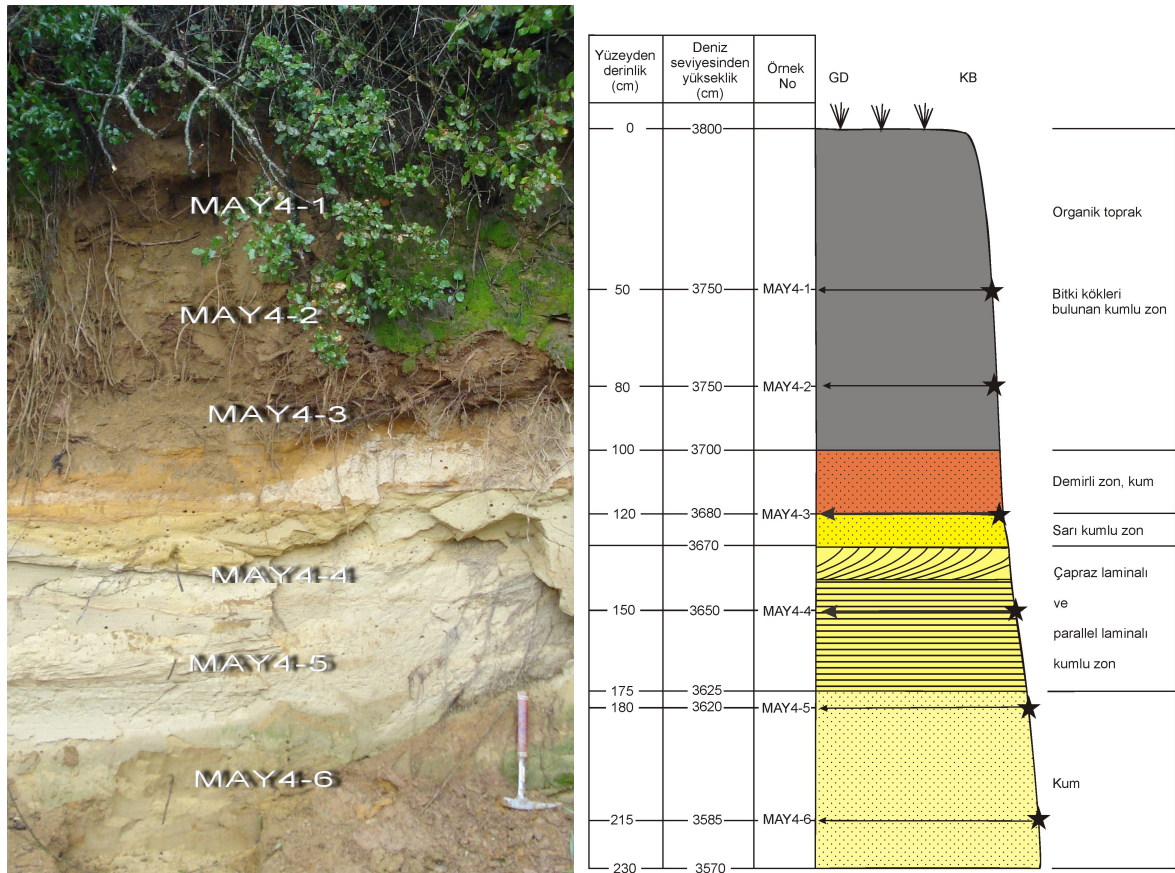 MAY4-1
MAY4-2
MAY4-3
MAY4-4
MAY4-5
MAY4-6
Yüzeyden
derinlik
(cm)
Deniz
seviyesinden
yükseklik
(cm)
Örnek
No
GD
KB
0
3800
Organik toprak
50
3750
MAY4-1
Bitki kökleri
bulunan kumlu zon
80
3750
MAY4-2
100
3700
Demirli zon, kum
120
3680
MAY4-3
Sarı kumlu zon
3670
Çapraz laminalı
ve
150
3650
MAY4-4
parallel laminalı
kumlu zon
175
3625
180
3620
MAY4-5
Kum
215
3585
MAY4-6
230
3570